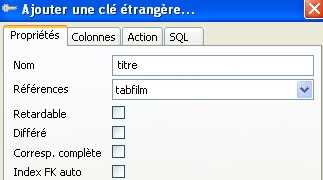 Ajouter une clé étrangère...
Propriétés Colonnes Action SQL
Nom titre
Références tabfilm
Retardable
Différé
Corresp. complète
Index FK auto